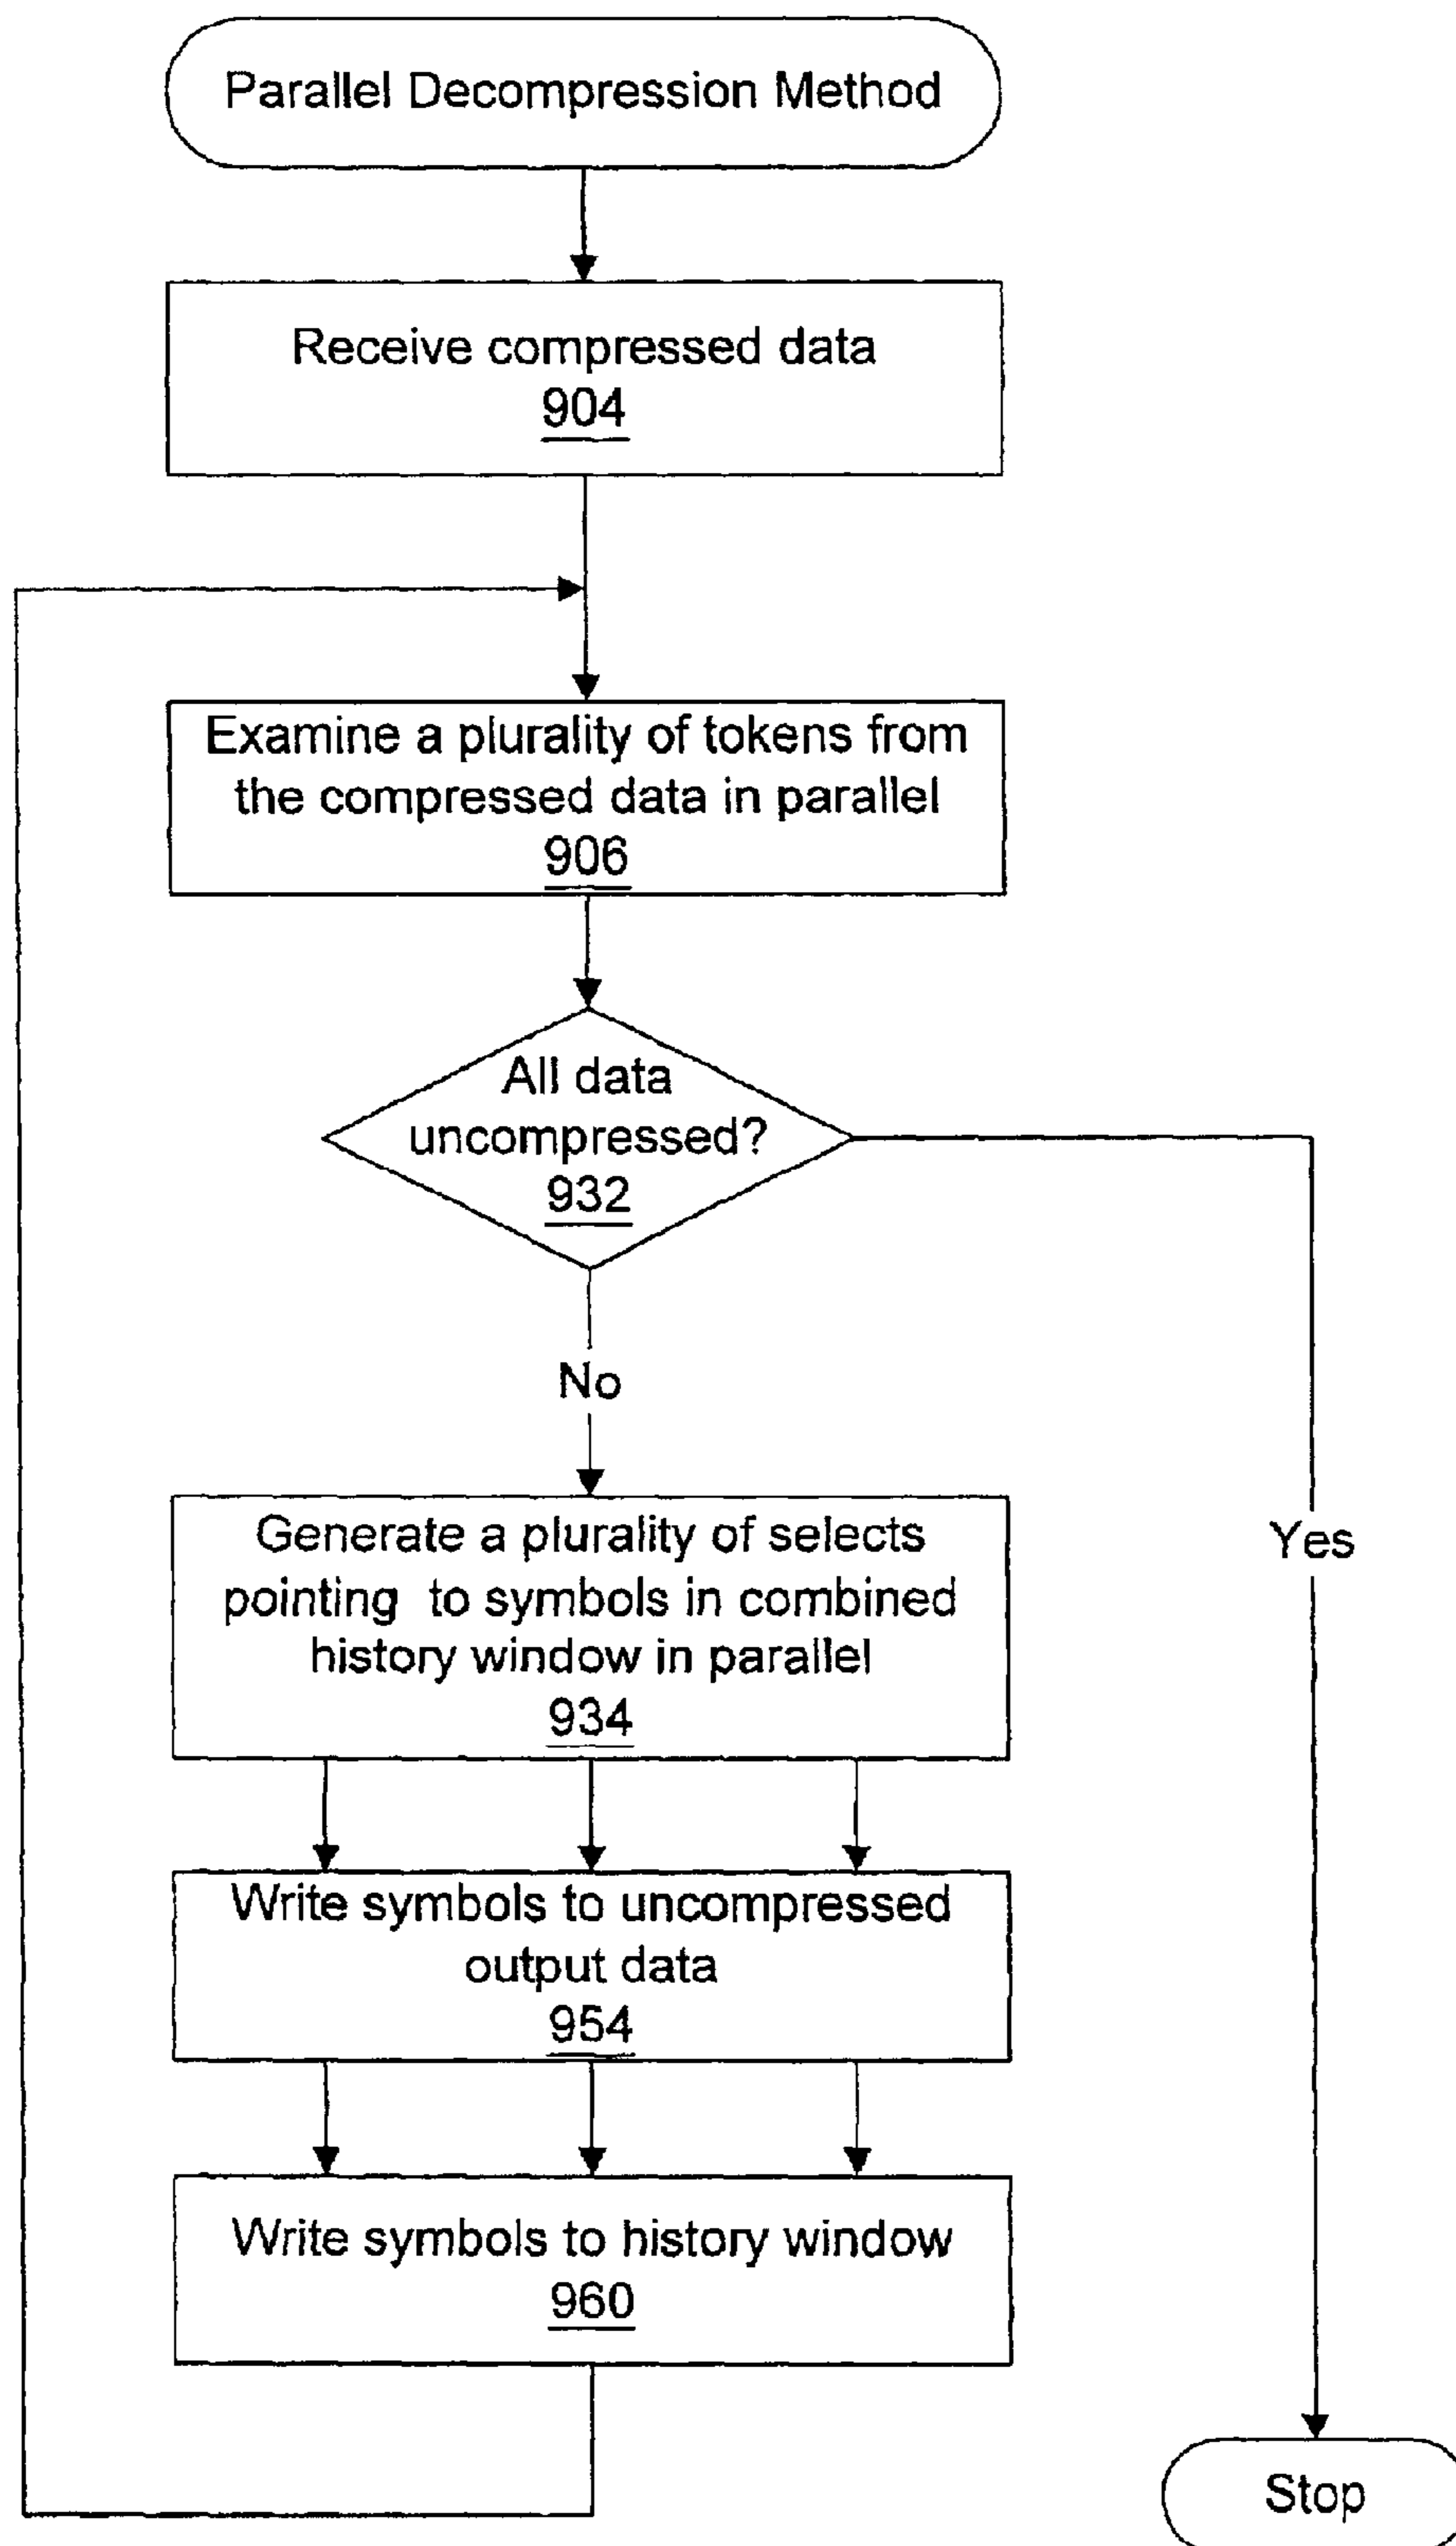 Parallel Decompression Method
Receive compressed data
904
Examine a plurality of tokens from
the compressed data in parallel
906
All data
uncompressed?
932
No
Yes
Generate a plurality of selects
pointing to symbols in combined
history window in parallel
934
Write symbols to uncompressed
output data
954
Write symbols to history window
960
Stop